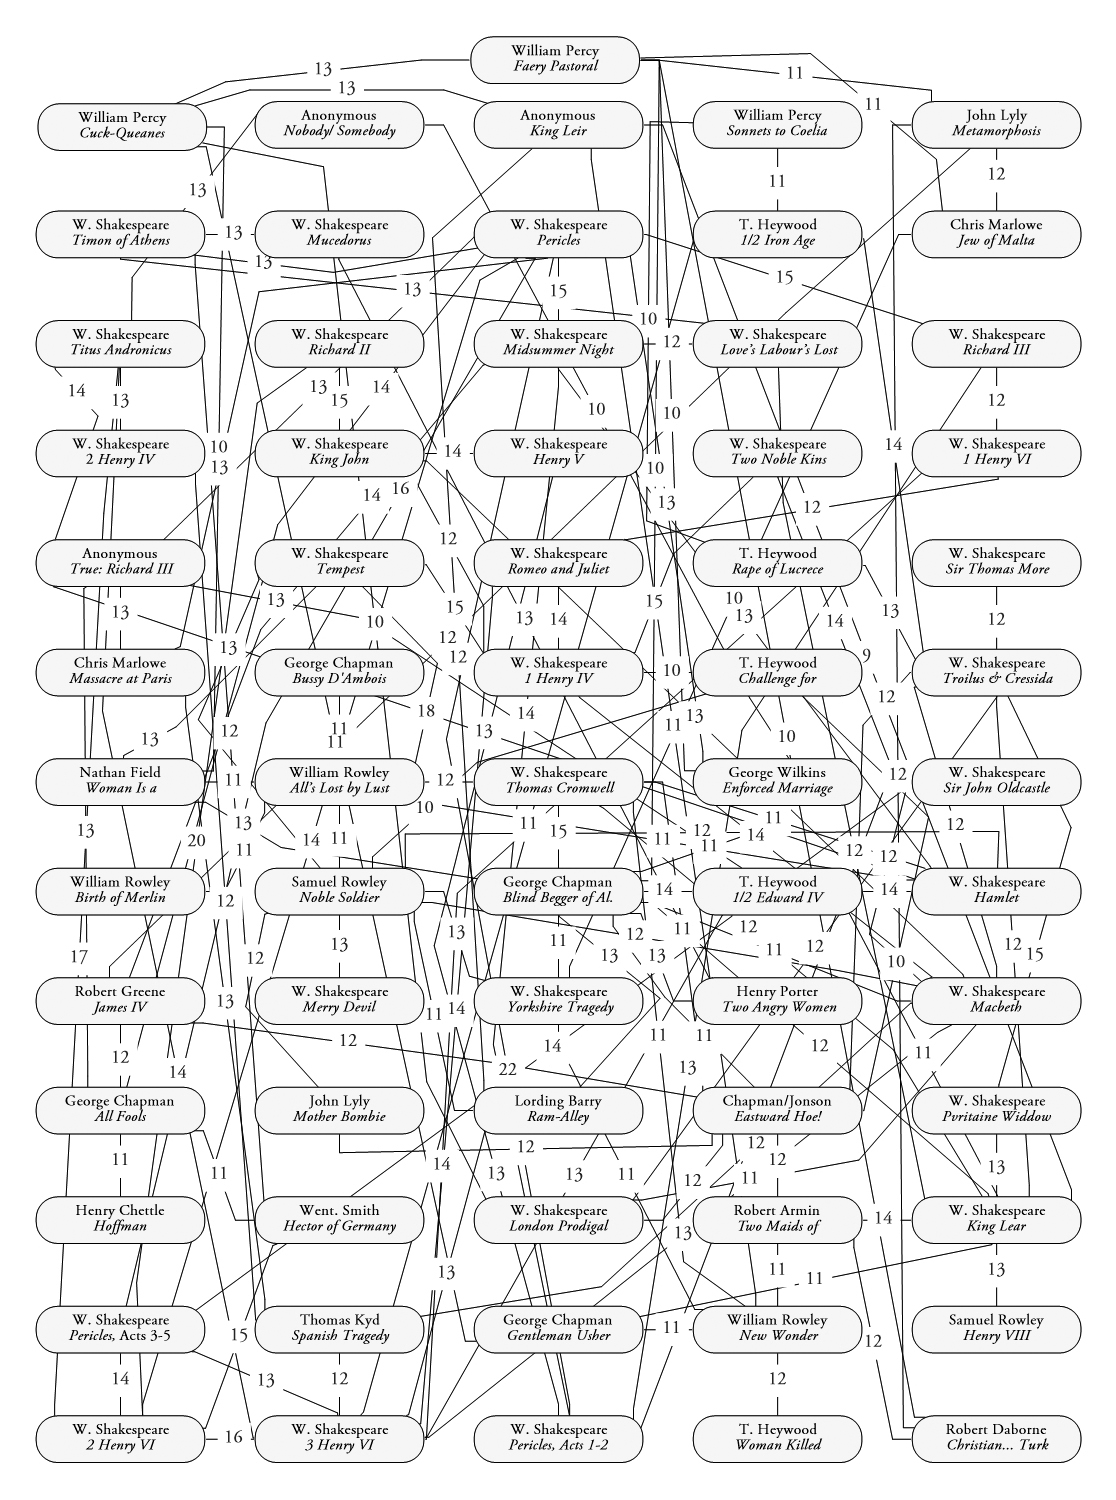 William Percy
Faery Pastoral
13
11
13
11
William Percy
Cuck-Queanes
Anonymous
Nobody/ Somebody
Anonymous
King Leir
William Percy
Sonnets to Coelia
John Lyly
Metamorphosis
13
11
12
W. Shakespeare
Timon of Athens
13
W. Shakespeare
Mucedorus
W. Shakespeare
Pericles
T. Heywood
1/2 Iron Age
Chris Marlowe
Jew of Malta
13
13
15
15
10
W. Shakespeare
Titus Andronicus
W. Shakespeare
Richard II
W. Shakespeare
Midsummer Night
12
W. Shakespeare
Love's Labour's Lost
W. Shakespeare
Richard III
14
13
13
15
14
10
10
12
W. Shakespeare
2 Henry IV
10
13
W. Shakespeare
King John
14
W. Shakespeare
Henry V
10
W. Shakespeare
Two Noble Kins
14
W. Shakespeare
1 Henry VI
14
16
13
12
12
Anonymous
True: Richard III
W. Shakespeare
Tempest
W. Shakespeare
Romeo and Juliet
T. Heywood
Rape of Lucrece
W. Shakespeare
Sir Thomas More
13
13
10
15
13
14
15
10
13
14
13
12
13
12
12
9
Chris Marlowe
Massacre at Paris
George Chapman
Bussy D'Ambois
W. Shakespeare
1 Henry IV
10
T. Heywood
Challenge for
12
W. Shakespeare
Troilus & Cressida
13
12
11
11
18
13
14
11
13
10
Nathan Field
Woman Is a
11
William Rowley
All's Lost by Lust
12
W. Shakespeare
Thomas Cromwell
George Wilkins
Enforced Marriage
12
W. Shakespeare
Sir John Oldcastle
13
20
13
11
14
11
10
11
15
11
12
11
11
14
12
12
12
William Rowley
Birth of Merlin
12
Samuel Rowley
Noble Soldier
George Chapman
Blind Begger of Al.
14
T. Heywood
1/2 Edward IV
14
W. Shakespeare
Hamlet
17
12
13
13
11
13
12
13
11
12
11
12
10
12
15
Robert Greene
James IV
13
W. Shakespeare
Merry Devil
11
14
W. Shakespeare
Yorkshire Tragedy
Henry Porter
Two Angry Women
W. Shakespeare
Macbeth
12
14
12
22
14
11
11
13
12
11
George Chapman
All Fools
John Lyly
Mother Bombie
Lording Barry
Ram-Alley
Chapman/Jonson
Eastward Hoe!
W. Shakespeare
Pvritaine Widdow
11
11
14
13
12
13
11
12
12
12
11
13
Henry Chettle
Hoffman
Went. Smith
Hector of Germany
W. Shakespeare
London Prodigal
13
Robert Armin
Two Maids of
14
W. Shakespeare
King Lear
13
11
11
13
W. Shakespeare
Pericles, Acts 3-5
15
Thomas Kyd
Spanish Tragedy
George Chapman
Gentleman Usher
11
William Rowley
New Wonder
12
Samuel Rowley
Henry VIII
14
13
12
12
W. Shakespeare
2 Henry VI
16
W. Shakespeare
3 Henry VI
W. Shakespeare
Pericles, Acts 1-2
T. Heywood
Woman Killed
Robert Daborne
Christian... Turk